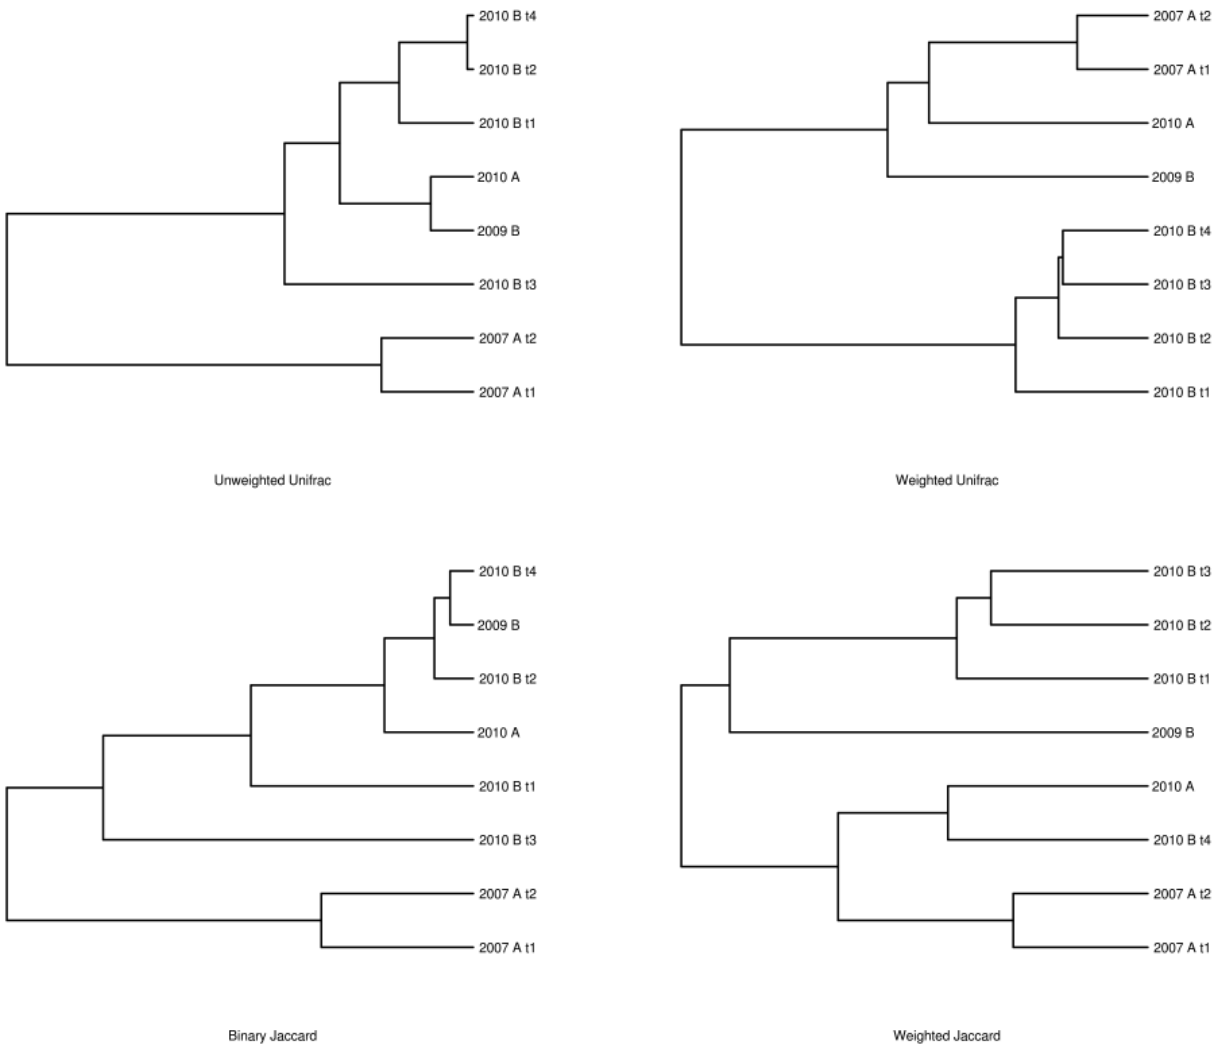 2010 B t4
2010 B t2
2010 B t1
2010 A
2009 B
2010 B t3
2007 A t2
2007 A t1
Unweighted Unifrac
2007 A t2
2007 A t1
2010 A
2009 B
2010 B t4
2010 B t3
2010 B t2
2010 B t1
Weighted Unifrac
2010 B t4
2009 B
2010 B t2
2010 A
2010 B t1
2010 B t3
2007 A t2
2007 A t1
Binary Jaccard
2010 B t3
2010 B t2
2010 B t1
2009 B
2010 A
2010 B t4
2007 A t2
2007 A t1
Weighted Jaccard